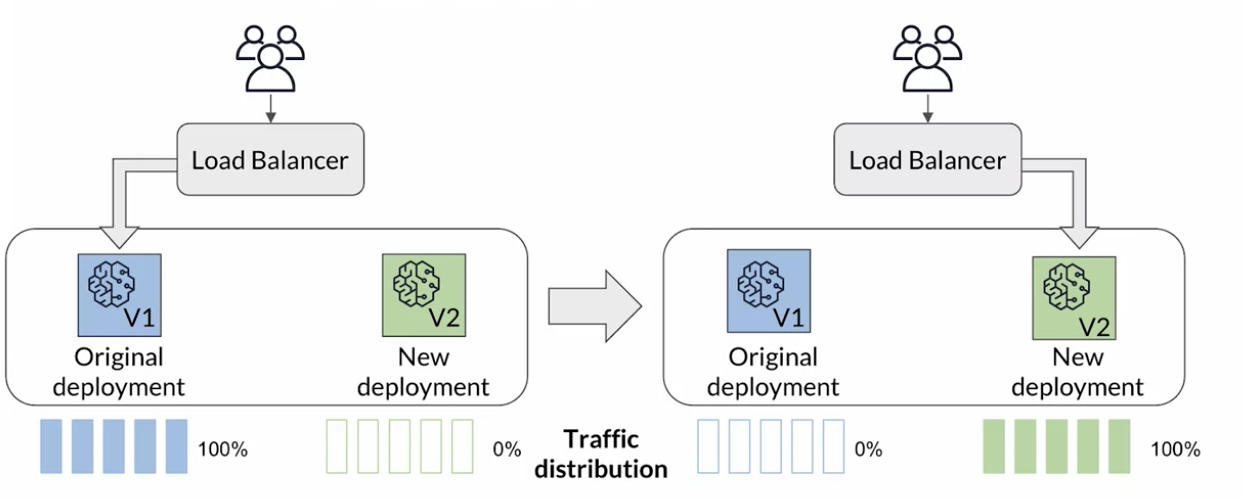 Load Balancer
Load Balancer
V1
V2
V1
V2
Original
deployment
New
deployment
Original
deployment
New
deployment
100%
0%
Traffic
distribution
0%
100%